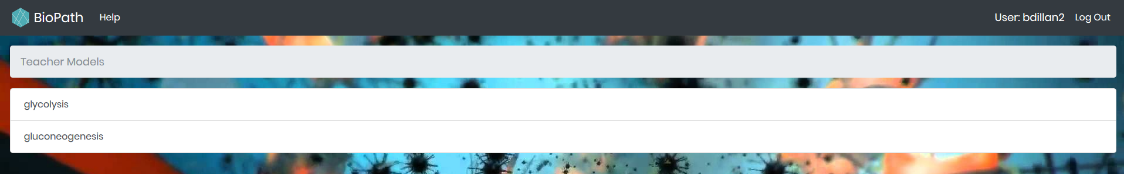 BioPath Help User: bdillan2 Log Out
Teacher Models
glycolysis
gluconeogenesis